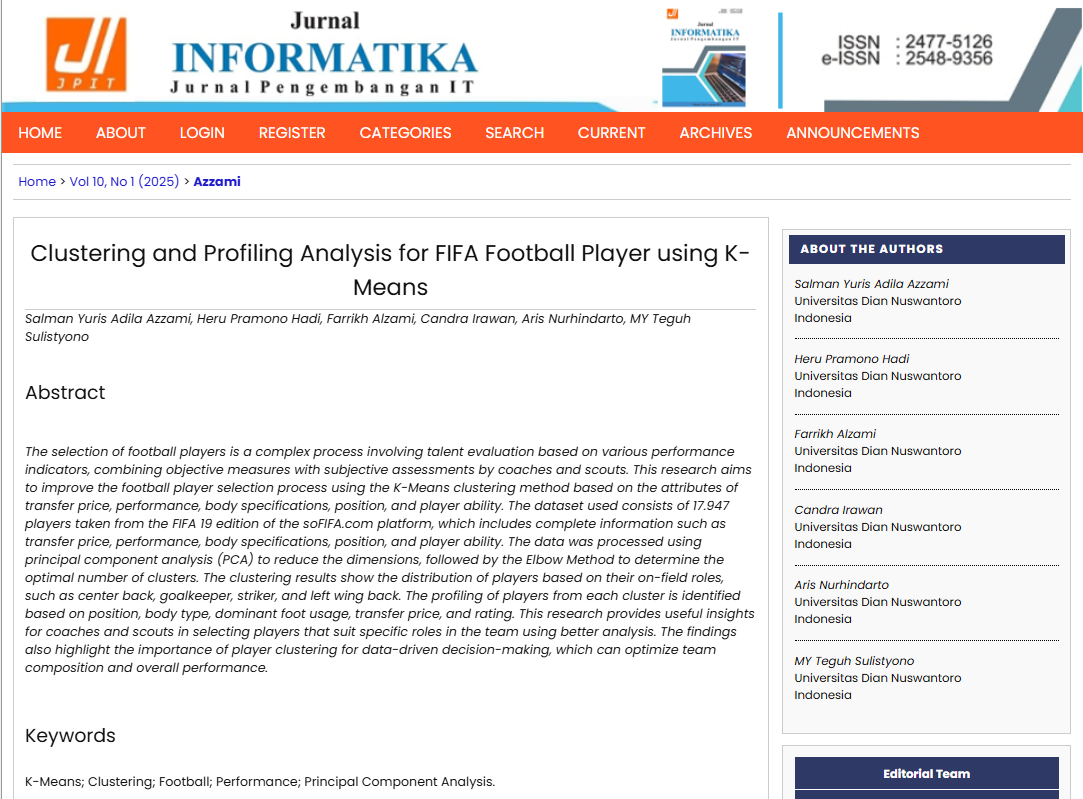 JPIT
Jurnal
INFORMATIKA
Jurnal Pengembangan IT
Jurnal
INFORMATIKA
Jurnal Pengembangan IT
ISSN : 2477-5126
e-ISSN : 2548-9356
HOME ABOUT LOGIN REGISTER CATEGORIES SEARCH CURRENT ARCHIVES ANNOUNCEMENTS
Home > Vol 10, No 1 (2025) > Azzami
Clustering and Profiling Analysis for FIFA Football Player using K-
Means
Salman Yuris Adila Azzami, Heru Pramono Hadi, Farrikh Alzami, Candra Irawan, Aris Nurhindarto, MY Teguh
Sulistyono
Abstract
The selection of football players is a complex process involving talent evaluation based on various performance
indicators, combining objective measures with subjective assessments by coaches and scouts. This research aims
to improve the football player selection process using the K-Means clustering method based on the attributes of
transfer price, performance, body specifications, position, and player ability. The dataset used consists of 17.947
players taken from the FIFA 19 edition of the soFIFA.com platform, which includes complete information such as
transfer price, performance, body specifications, position, and player ability. The data was processed using
principal component analysis (PCA) to reduce the dimensions, followed by the Elbow Method to determine the
optimal number of clusters. The clustering results show the distribution of players based on their on-field roles,
such as center back, goalkeeper, striker, and left wing back. The profiling of players from each cluster is identified
based on position, body type, dominant foot usage, transfer price, and rating. This research provides useful insights
for coaches and scouts in selecting players that suit specific roles in the team using better analysis. The findings
also highlight the importance of player clustering for data-driven decision-making, which can optimize team
composition and overall performance.
Keywords
K-Means; Clustering; Football; Performance; Principal Component Analysis.
ABOUT THE AUTHORS
Salman Yuris Adila Azzami
Universitas Dian Nuswantoro
Indonesia
Heru Pramono Hadi
Universitas Dian Nuswantoro
Indonesia
Farrikh Alzami
Universitas Dian Nuswantoro
Indonesia
Candra Irawan
Universitas Dian Nuswantoro
Indonesia
Aris Nurhindarto
Universitas Dian Nuswantoro
Indonesia
MY Teguh Sulistyono
Universitas Dian Nuswantoro
Indonesia
Editorial Team